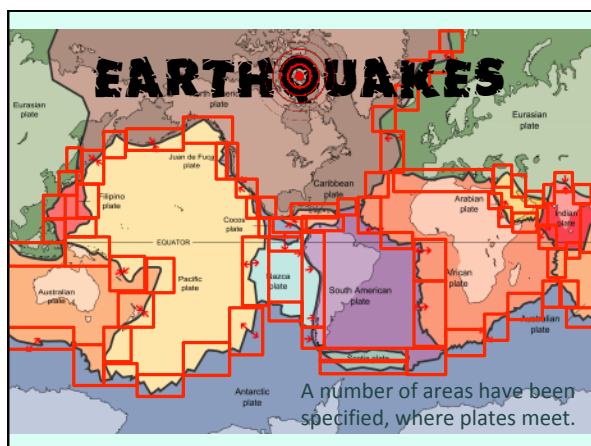 EARTHQUAKES
Eurasian
plate
Juan de Fuca
plate
Filipino
plate
Caribbean
plate
Cocos
plate
EQUATOR
Australian
plate
Pacific
plate
Nazca
plate
South American
plate
Scotia plate
Antarctic
plate
Eurasian
plate
Arabian
plate
Indian
plate
African
plate
Australian
plate
A number of areas have been
specified, where plates meet.